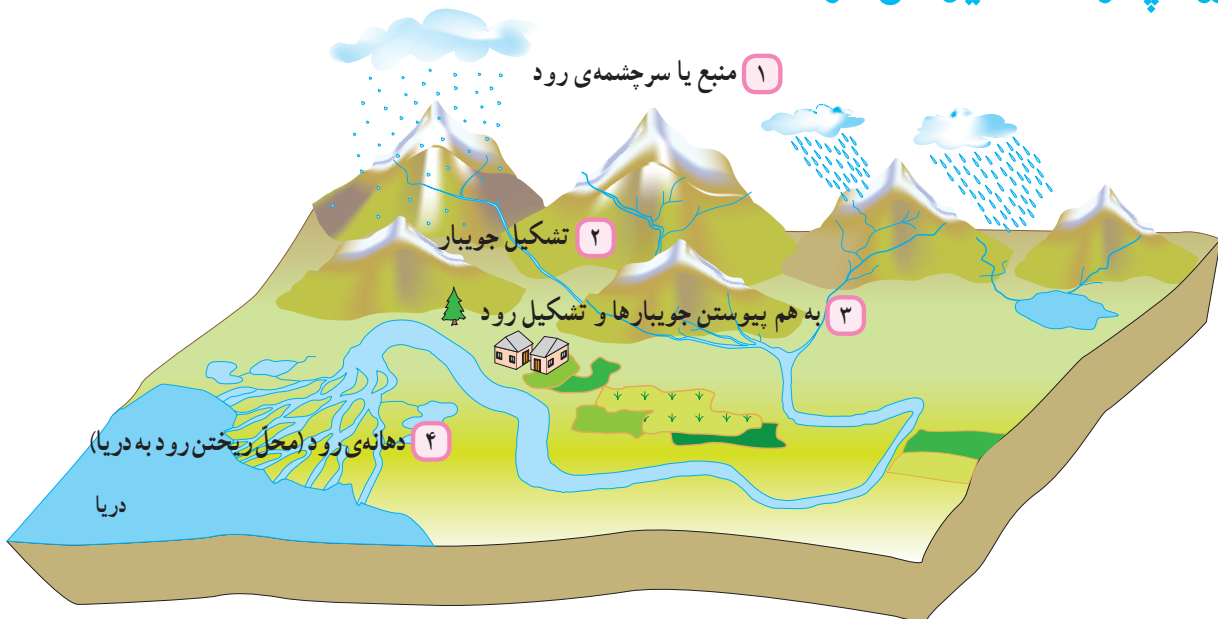 ۱ منبع یا سرچشمه‌ی رود
۲ تشکیل جویبار
۳ به هم پیوستن جویبارها و تشکیل رود
۴ دهانه‌ی رود (محلّ ریختن رود به دریا)
دریا